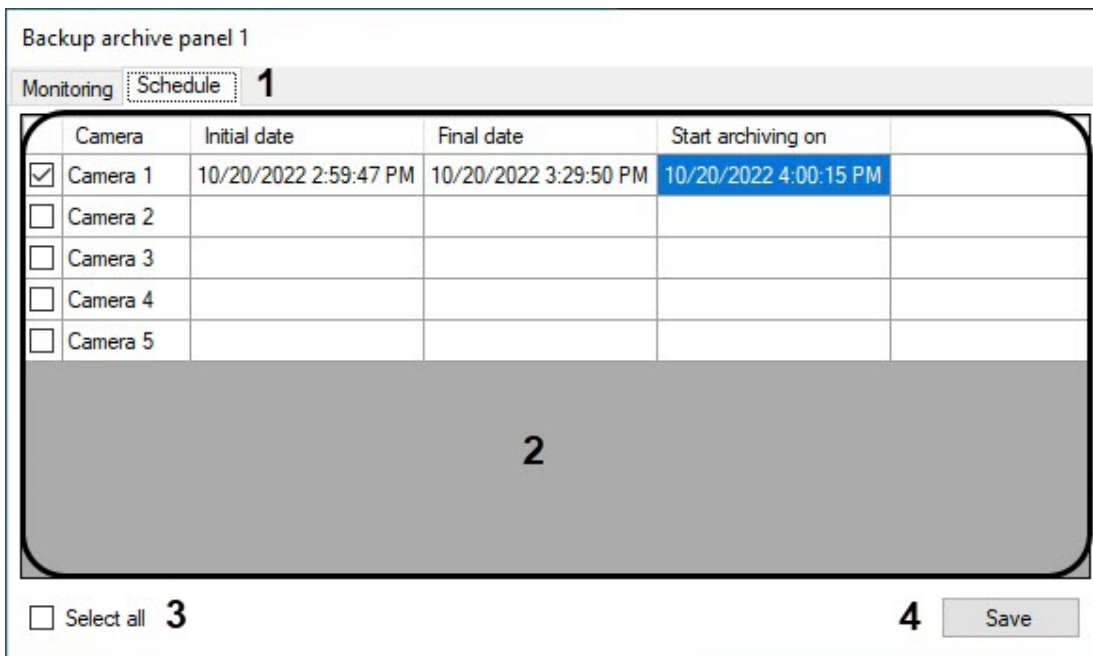 Backup archive panel 1
Monitoring Schedule 1
Camera Initial date Final date Start archiving on
Camera 1 10/20/2022 2:59:47 PM 10/20/2022 3:29:50 PM 10/20/2022 4:00:15 PM
Camera 2
Camera 3
Camera 4
Camera 5
2
Select all 3 4 Save